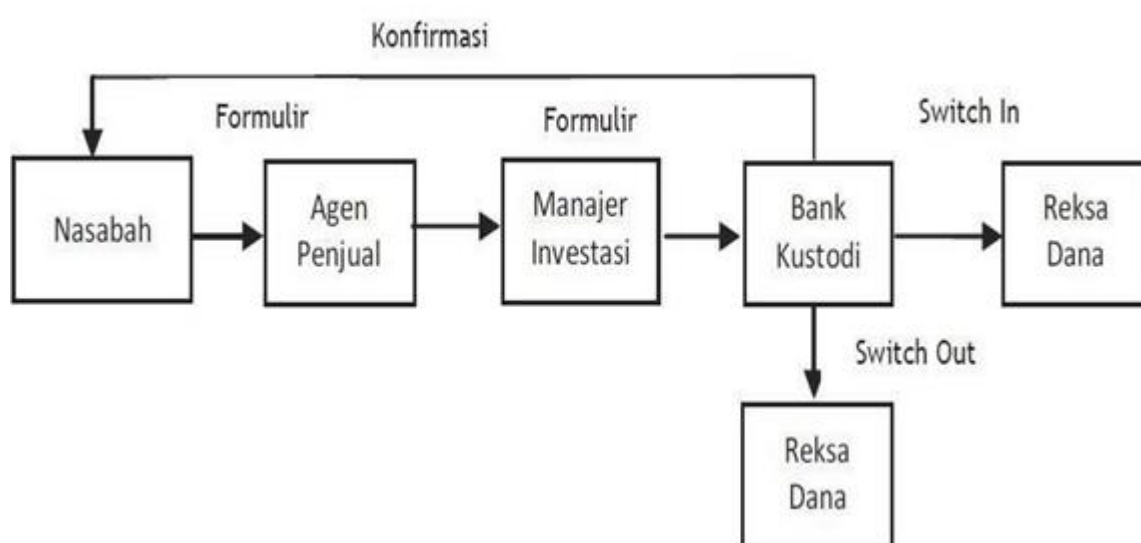 Konfirmasi
Formulir
Formulir
Switch In
Nasabah
Agen
Penjual
Manajer
Investasi
Bank
Kustodi
Reksa
Dana
Switch Out
Reksa
Dana